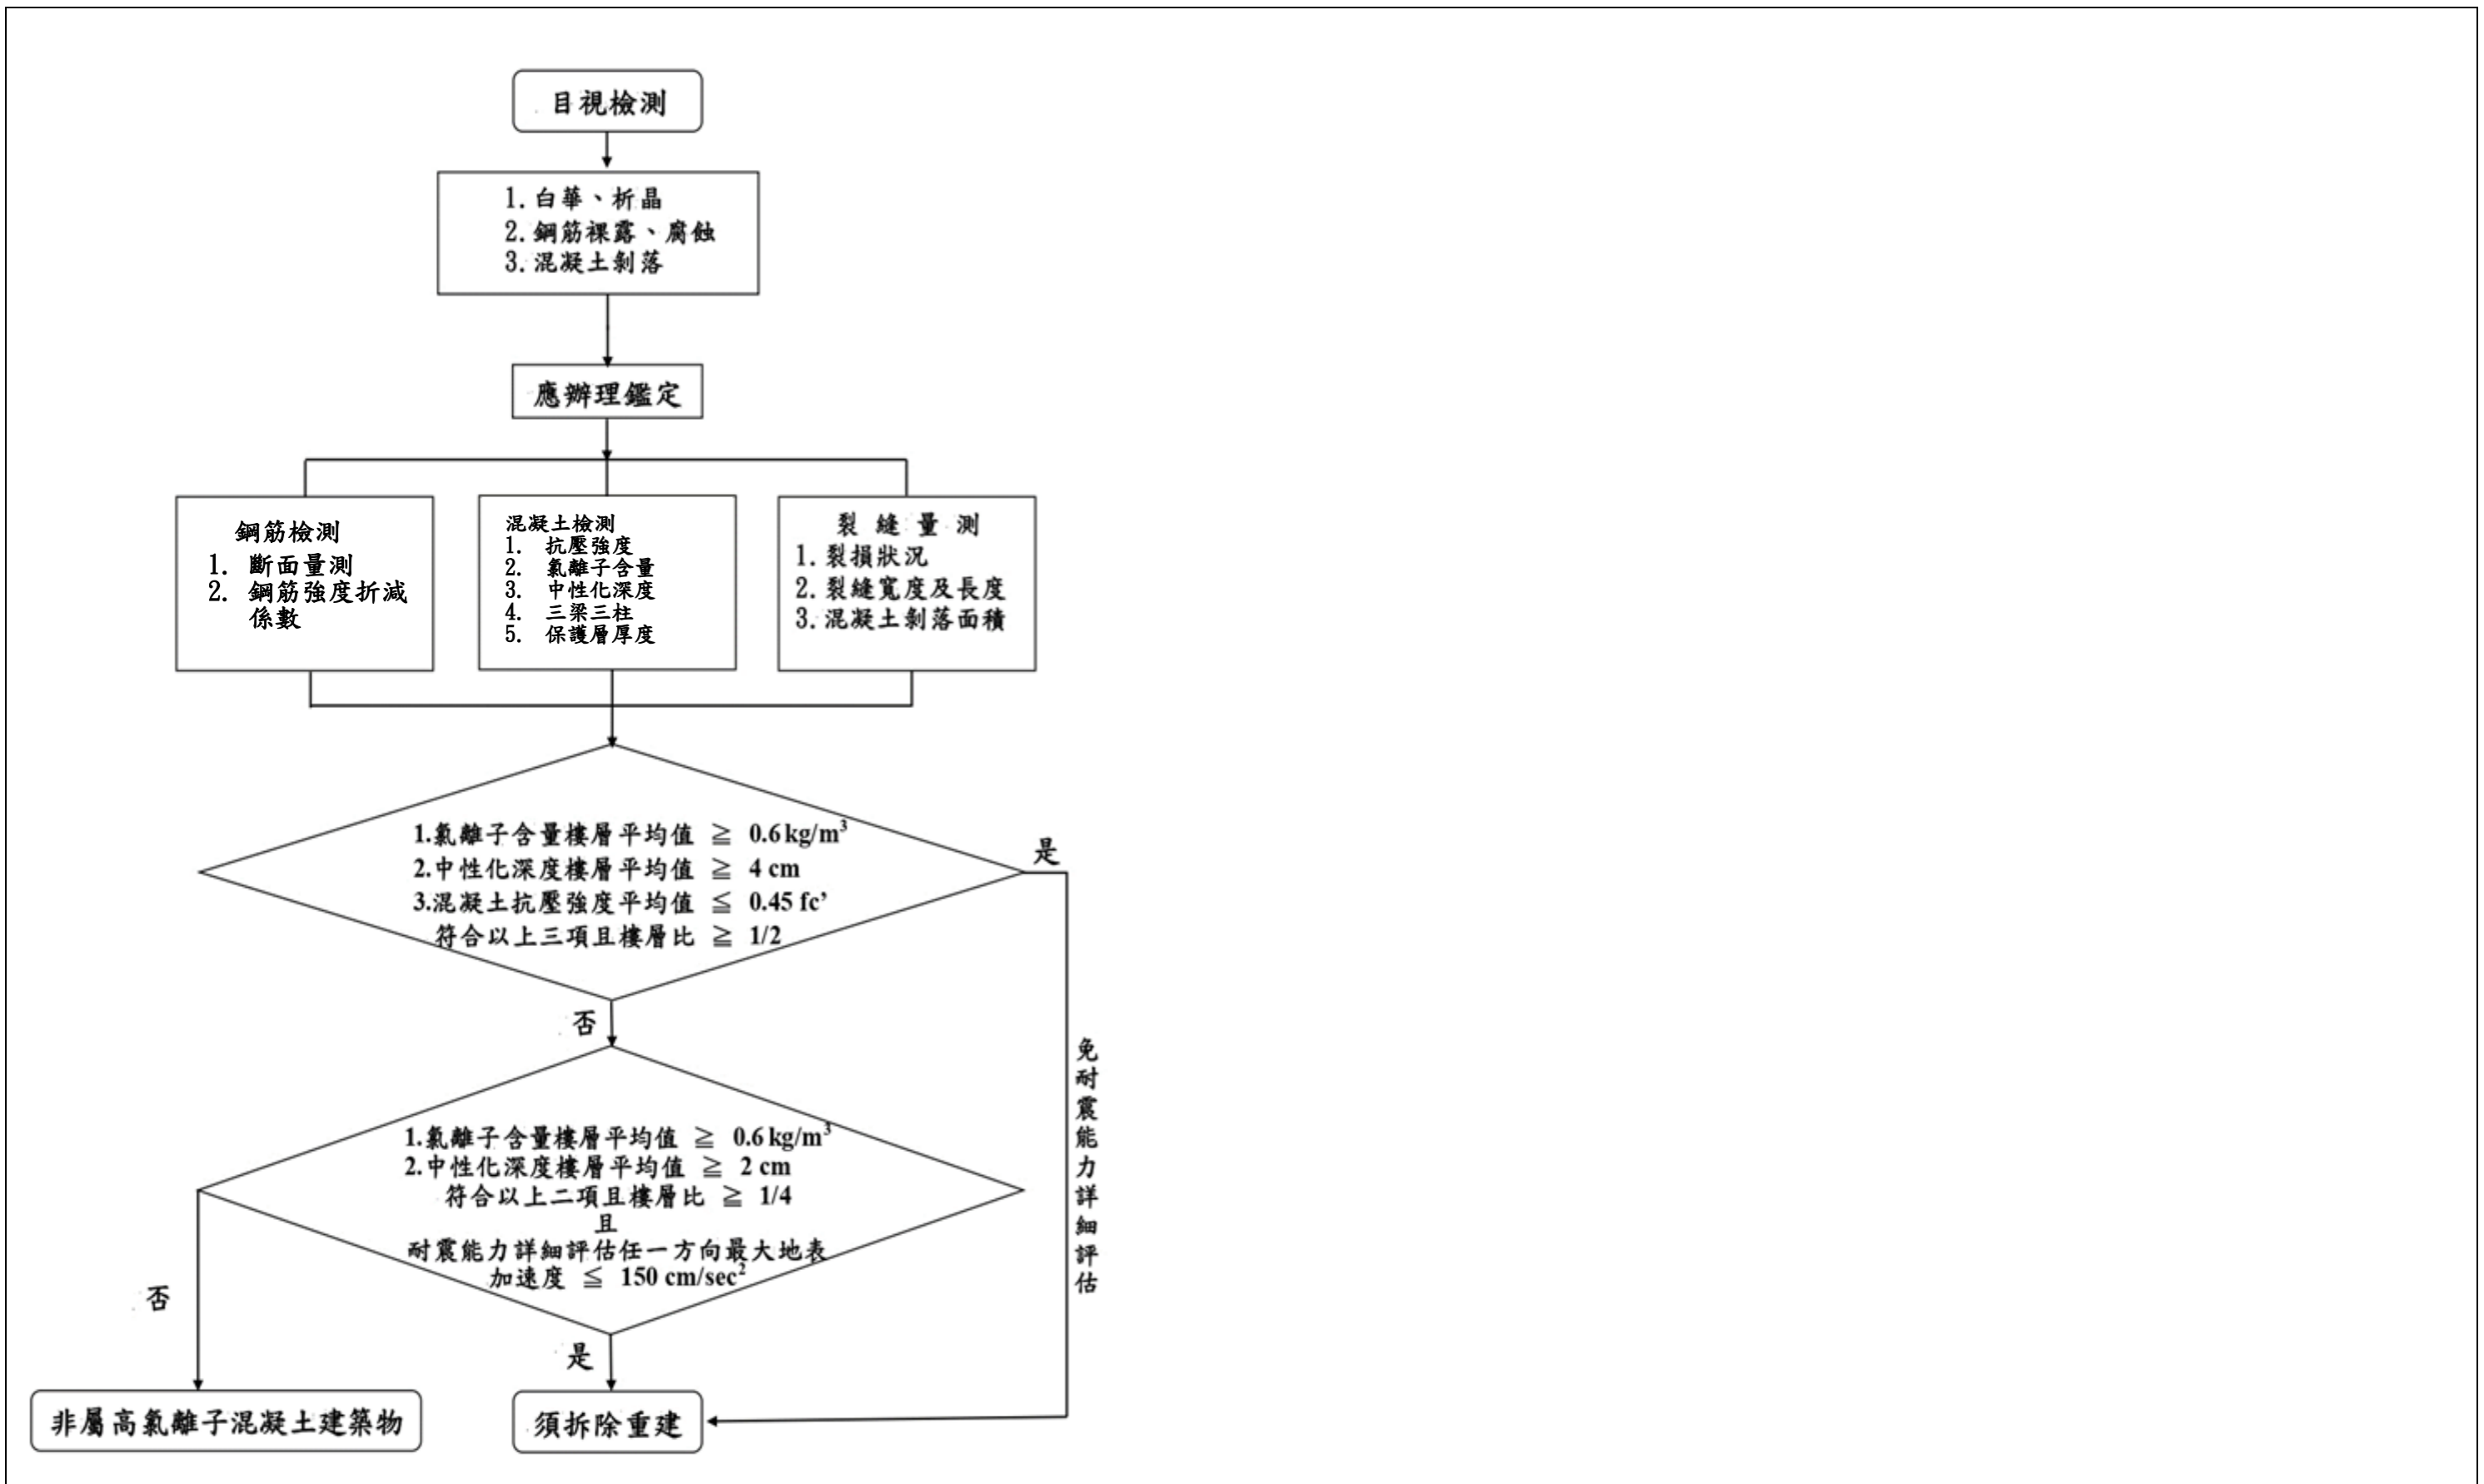 目視檢測
1. 白華、析晶
2. 鋼筋裸露、腐蝕
3. 混凝土剝落
應辦理鑑定
鋼筋檢測
1. 斷面量測
2. 鋼筋強度折減
係數
混凝土檢測
1. 抗壓強度
2. 氯離子含量
3. 中性化深度
4. 三梁三柱
5. 保護層厚度
裂 縫 量 測
1. 裂損狀況
2. 裂縫寬度及長度
3. 混凝土剝落面積
1.氯離子含量樓層平均值 ≧ 0.6 kg/m³
2.中性化深度樓層平均值 ≧ 4 cm
3.混凝土抗壓強度平均值 ≦ 0.45 fc’
符合以上三項且樓層比 ≧ 1/2
是
否
免耐震能力詳細評估
1.氯離子含量樓層平均值 ≧ 0.6 kg/m³
2.中性化深度樓層平均值 ≧ 2 cm
符合以上二項且樓層比 ≧ 1/4
且
耐震能力詳細評估任一方向最大地表
加速度 ≦ 150 cm/sec²
否
是
非屬高氯離子混凝土建築物
須拆除重建